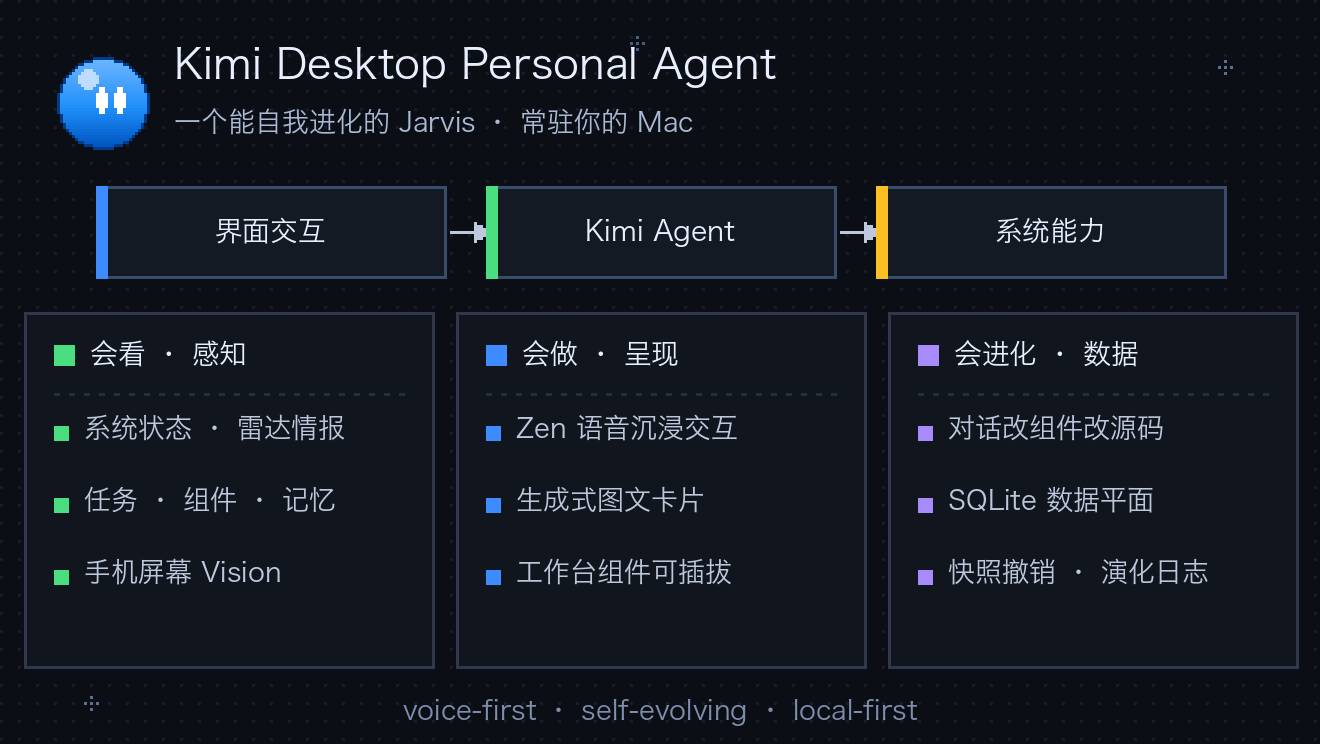 Kimi Desktop Personal Agent
一个能自我进化的 Jarvis · 常驻你的 Mac
界面交互
Kimi Agent
系统能力
会看 · 感知
系统状态 · 雷达情报
任务 · 组件 · 记忆
手机屏幕 Vision
会做 · 呈现
Zen 语音沉浸交互
生成式图文卡片
工作台组件可插拔
会进化 · 数据
对话改组件改源码
SQLite 数据平面
快照撤销 · 演化日志
voice-first · self-evolving · local-first